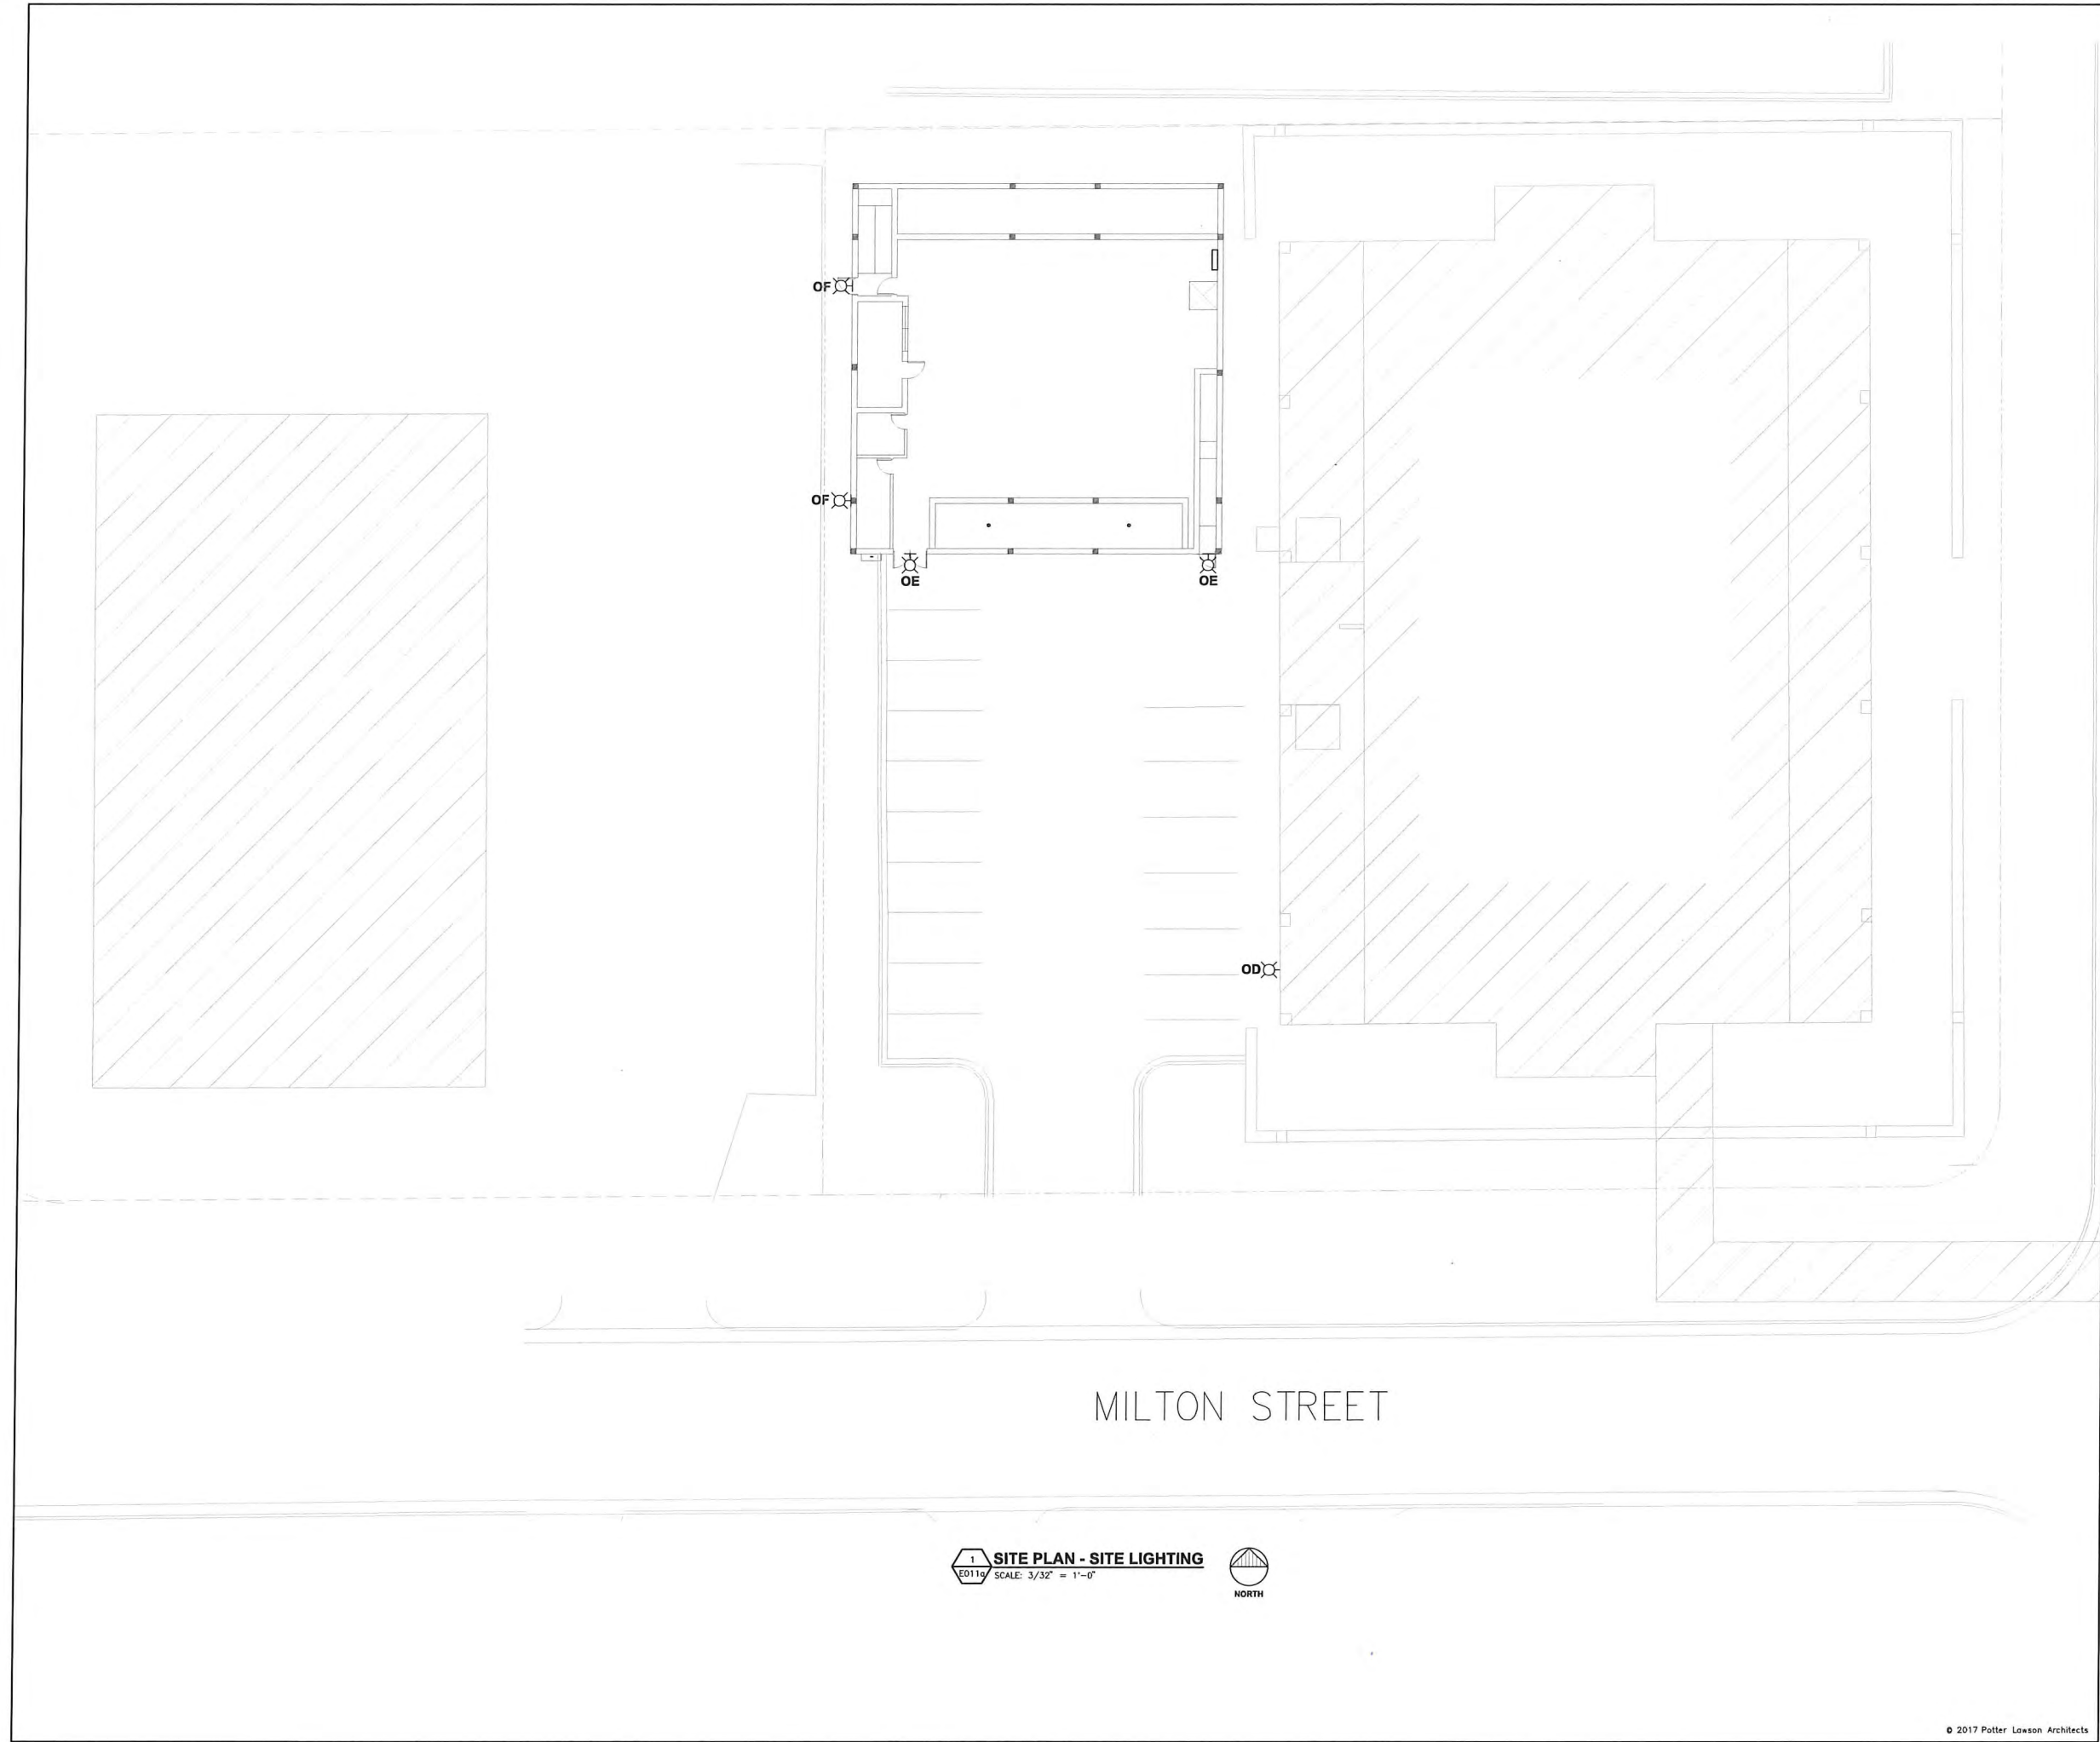 OF
OF
OE
OE
OD
MILTON STREET
1
E011a
SITE PLAN - SITE LIGHTING
SCALE: 3/32" = 1'-0"
NORTH
© 2017 Potter Lawson Architects